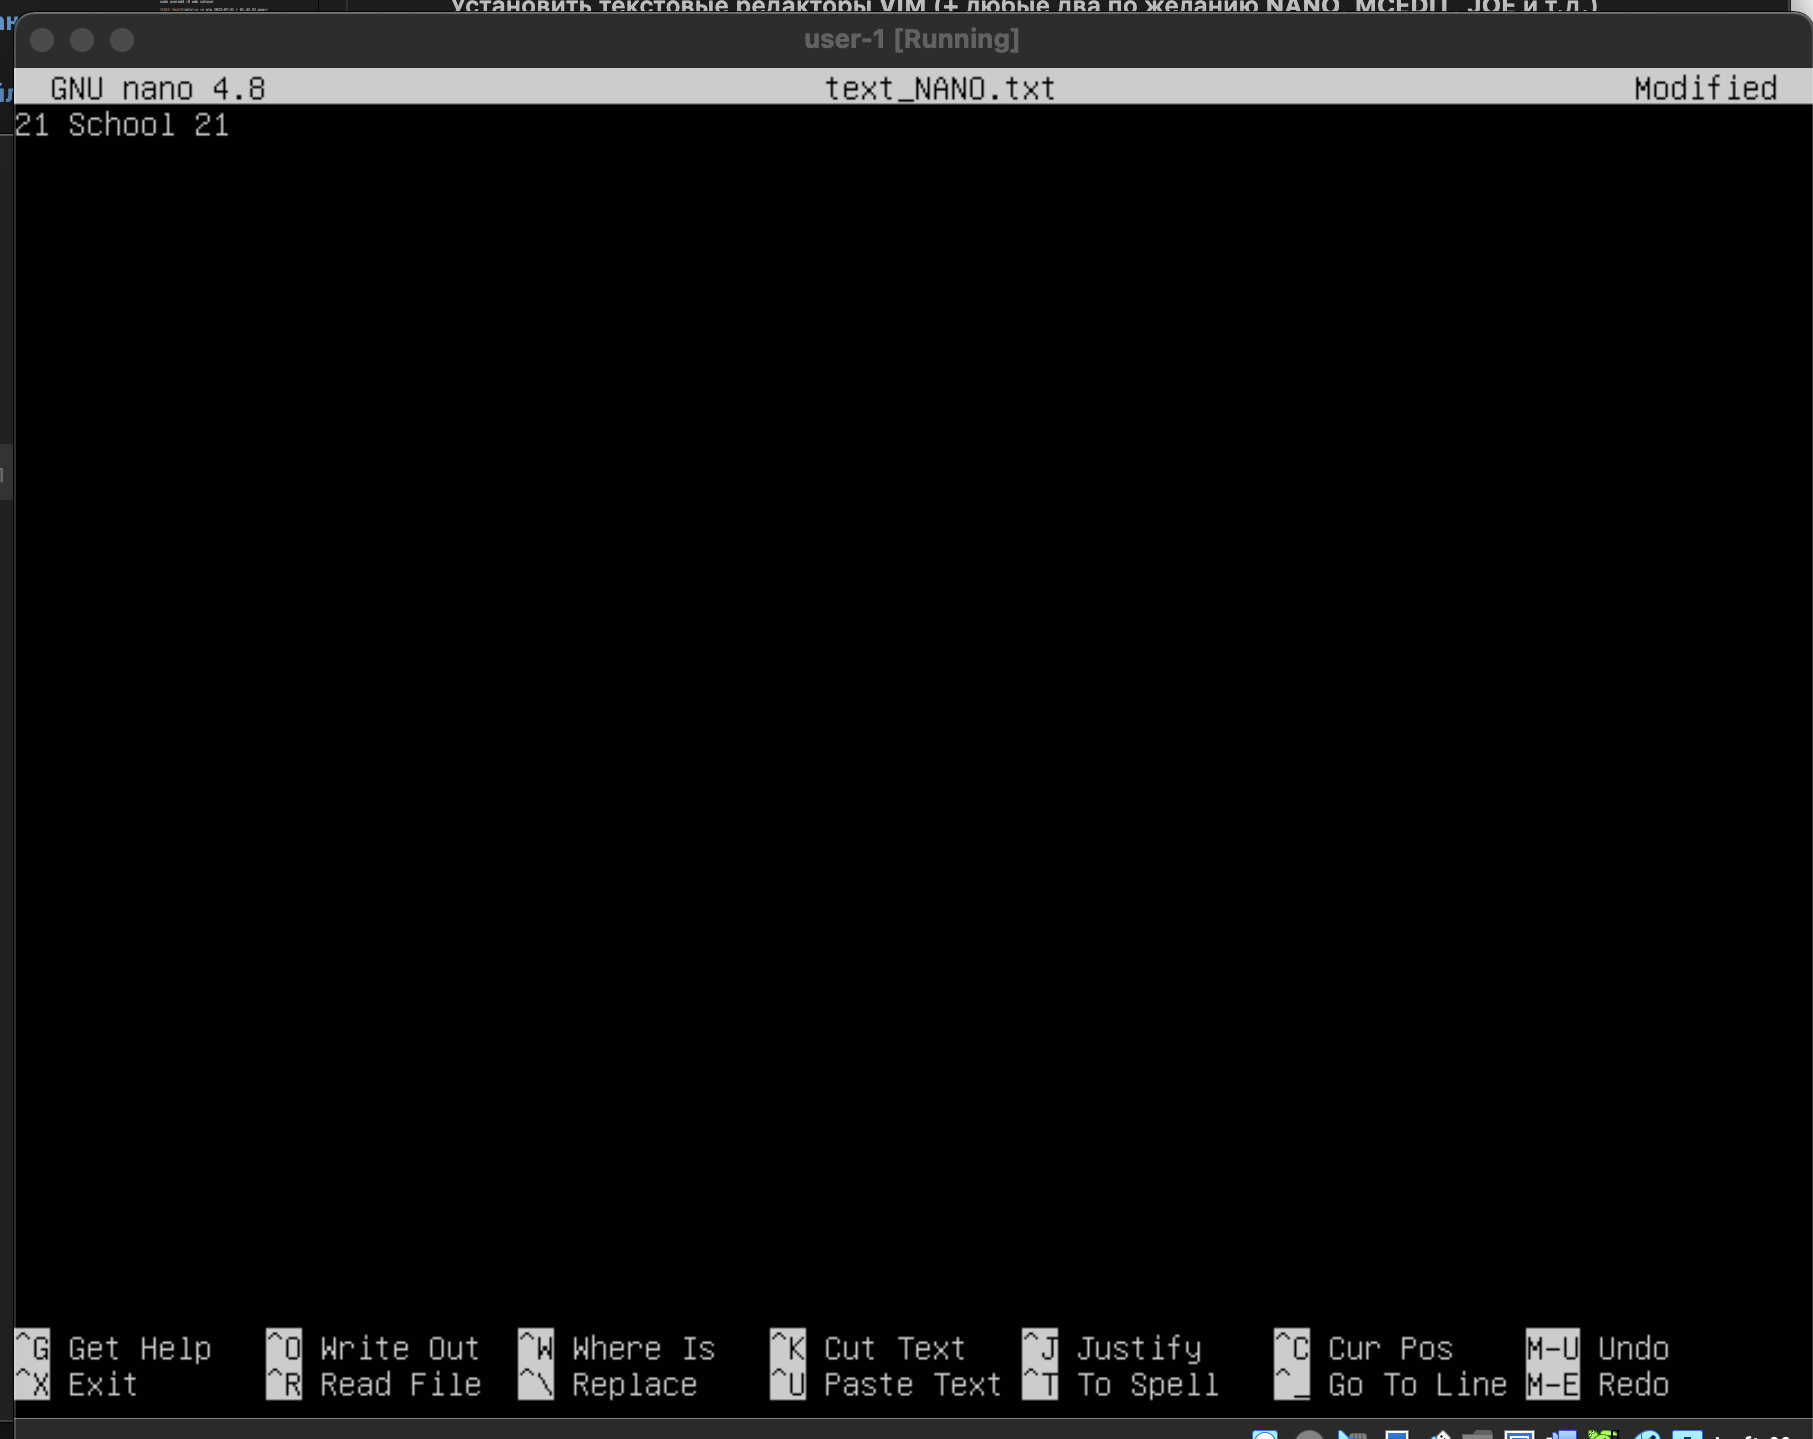 Установить текстовые редакторы VIM (+ любые два по желанию NANO, MCEDIT, JOE и т.д.)
user-1 [Running]
GNU nano 4.8 text_NANO.txt Modified
21 School 21
^G Get Help ^O Write Out ^W Where Is ^K Cut Text ^J Justify ^C Cur Pos M-U Undo
^X Exit ^R Read File ^\ Replace ^U Paste Text ^T To Spell ^_ Go To Line M-E Redo